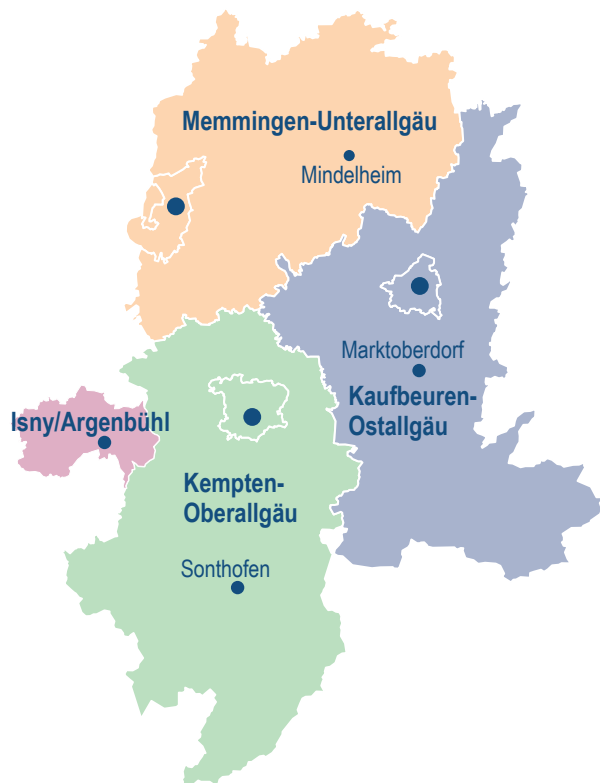 Memmingen-Unterallgäu
Mindelheim
Marktoberdorf
Kaufbeuren-
Ostallgäu
Isny/Argenbühl
Kempten-
Oberallgäu
Sonthofen